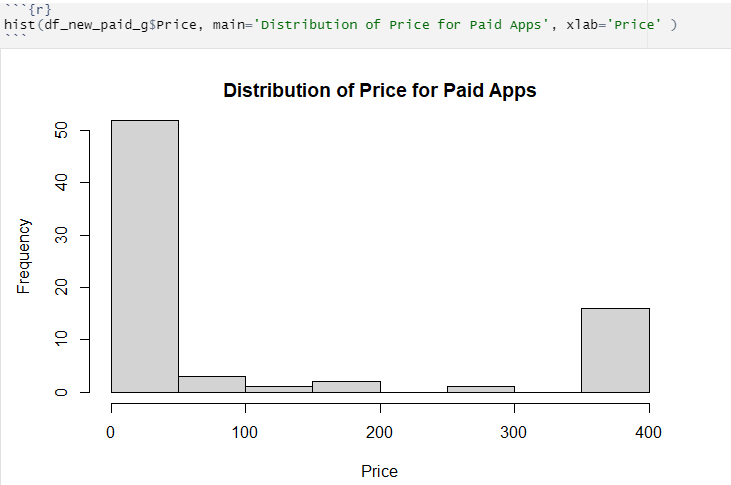 ```{r}
hist(df_new_paid_g$Price, main='Distribution of Price for Paid Apps', xlab='Price' )
```
Distribution of Price for Paid Apps
50
40
30
20
10
0
Frequency
0 100 200 300 400
Price